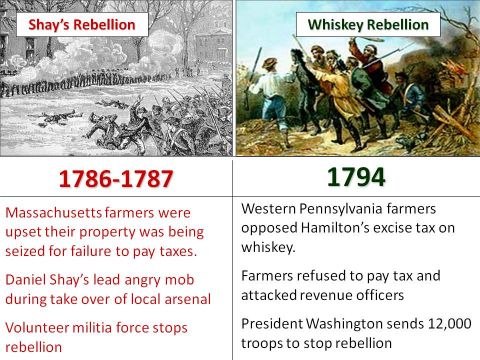 Shay's Rebellion
1786-1787
Massachusetts farmers were
upset their property was being
seized for failure to pay taxes.
Daniel Shay's lead angry mob
during take over of local arsenal
Volunteer militia force stops
rebellion
Whiskey Rebellion
1794
Western Pennsylvania farmers
opposed Hamilton's excise tax on
whiskey.
Farmers refused to pay tax and
attacked revenue officers
President Washington sends 12,000
troops to stop rebellion